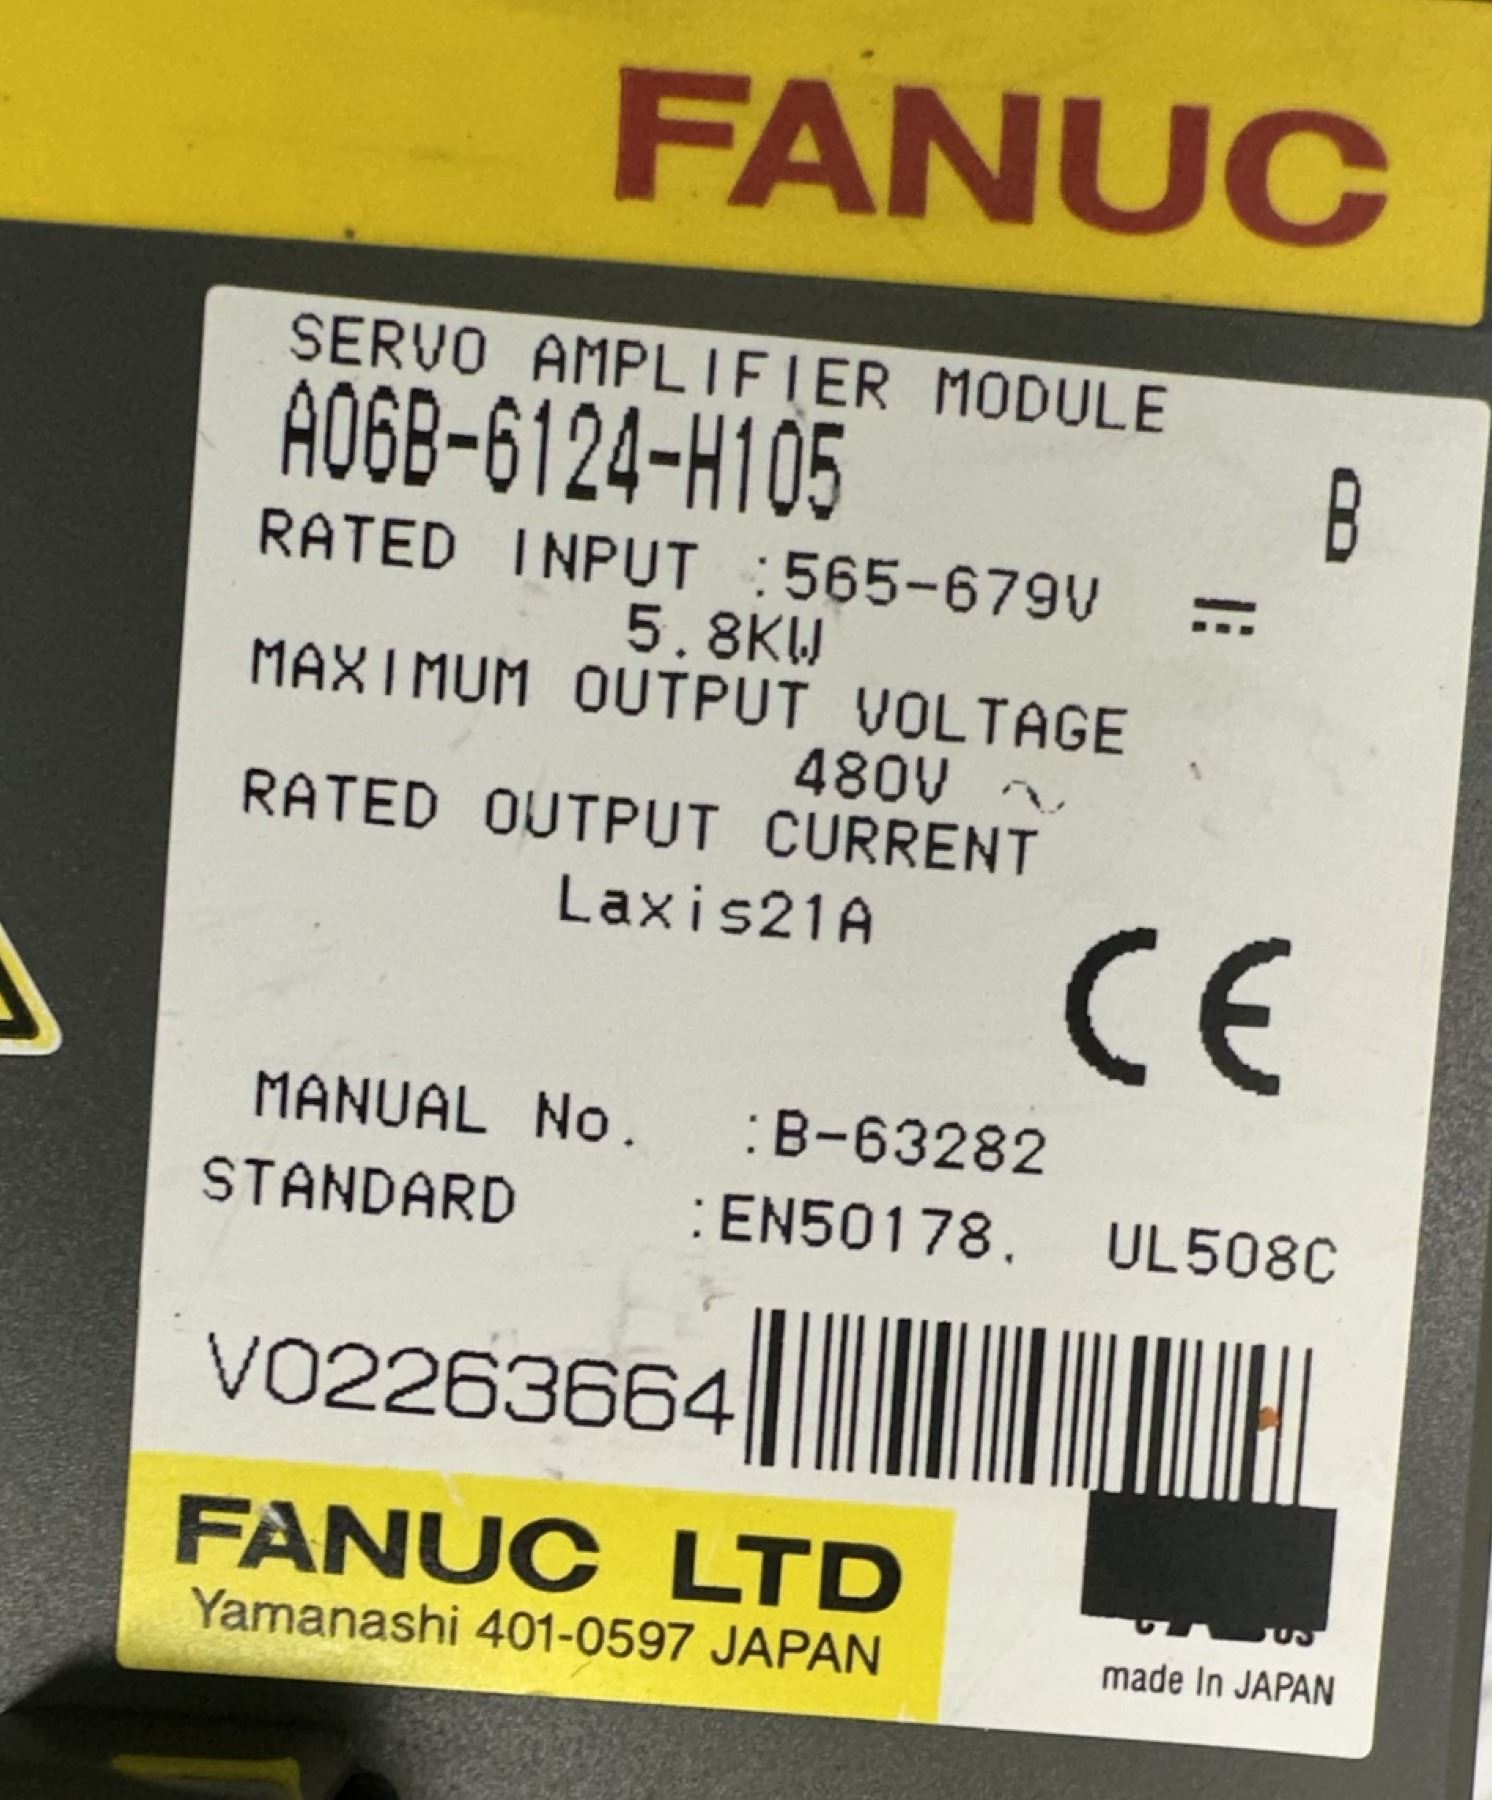 FANUC
SERVO AMPLIFIER MODULE
A06B-6124-H105
B
RATED INPUT :565-679V ⎓
5.8KW
MAXIMUM OUTPUT VOLTAGE
480V ~
RATED OUTPUT CURRENT
Laxis21A
CE
MANUAL No. :B-63282
STANDARD :EN50178. UL508C
V02263664
FANUC LTD
Yamanashi 401-0597 JAPAN
made In JAPAN